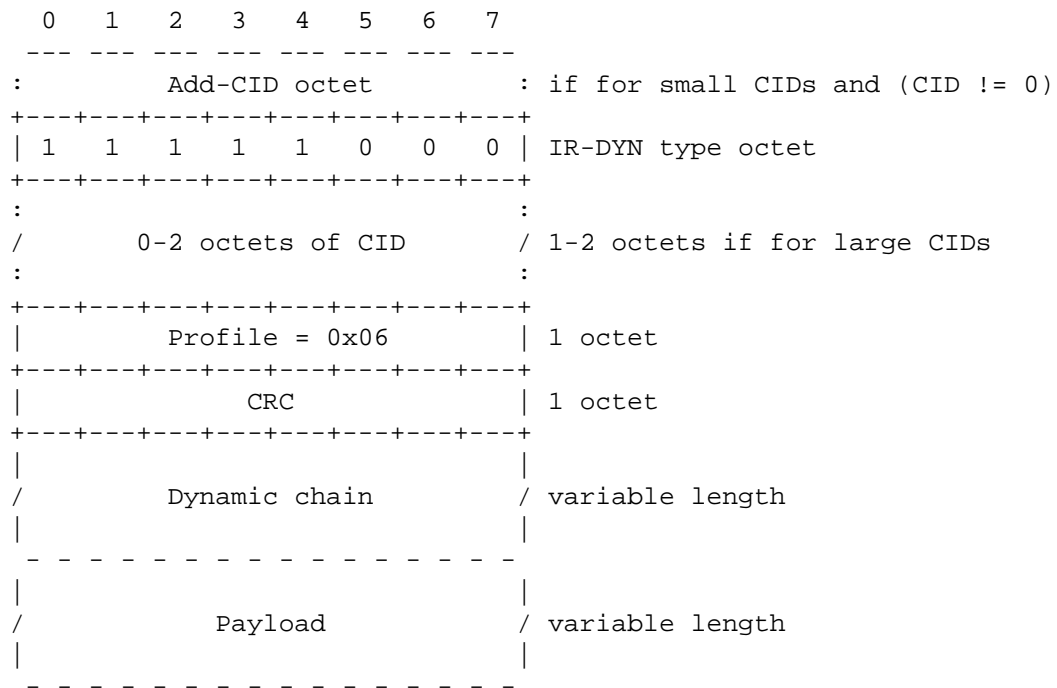 0   1   2   3   4   5   6   7
 --- --- --- --- --- --- --- ---
:         Add-CID octet         : if for small CIDs and (CID != 0)
+---+---+---+---+---+---+---+---+
| 1   1   1   1   1   0   0   0 | IR-DYN type octet
+---+---+---+---+---+---+---+---+
:                               :
/       0-2 octets of CID       / 1-2 octets if for large CIDs
:                               :
+---+---+---+---+---+---+---+---+
|         Profile = 0x06        | 1 octet
+---+---+---+---+---+---+---+---+
|              CRC              | 1 octet
+---+---+---+---+---+---+---+---+
|                               |
/         Dynamic chain         / variable length
|                               |
 - - - - - - - - - - - - - - - -
|                               |
/            Payload            / variable length
|                               |
 - - - - - - - - - - - - - - - -